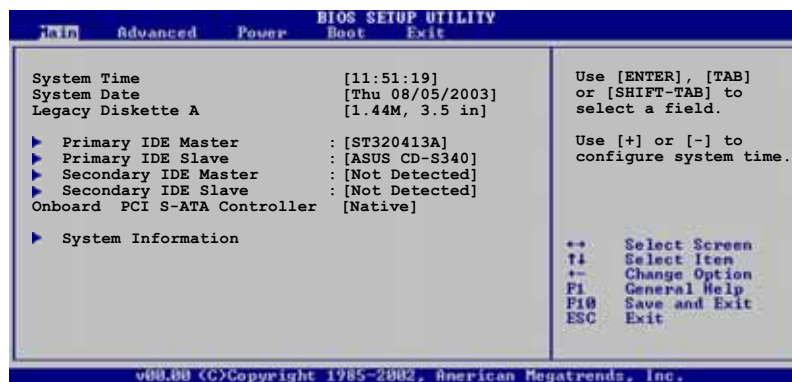 BIOS SETUP UTILITY
Main Advanced Power Boot Exit
System Time [11:51:19]
System Date [Thu 08/05/2003]
Legacy Diskette A [1.44M, 3.5 in]
Primary IDE Master : [ST320413A]
Primary IDE Slave : [ASUS CD-S340]
Secondary IDE Master : [Not Detected]
Secondary IDE Slave : [Not Detected]
Onboard PCI S-ATA Controller [Native]
System Information
Use [ENTER], [TAB]
or [SHIFT-TAB] to
select a field.
Use [+] or [-] to
configure system time.
↔ Select Screen
↑↓ Select Item
+- Change Option
F1 General Help
F10 Save and Exit
ESC Exit
v00.00 (C)Copyright 1985-2002, American Megatrends, Inc.